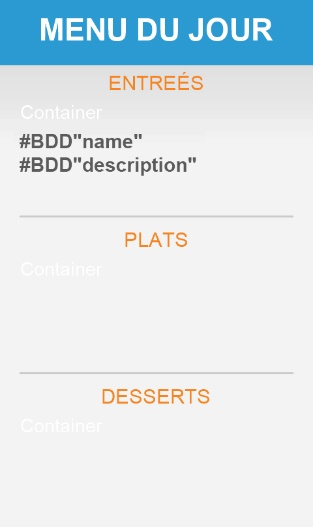 MENU DU JOUR
ENTREÉS
Container
#BDD"name"
#BDD"description"
PLATS
Container
DESSERTS
Container